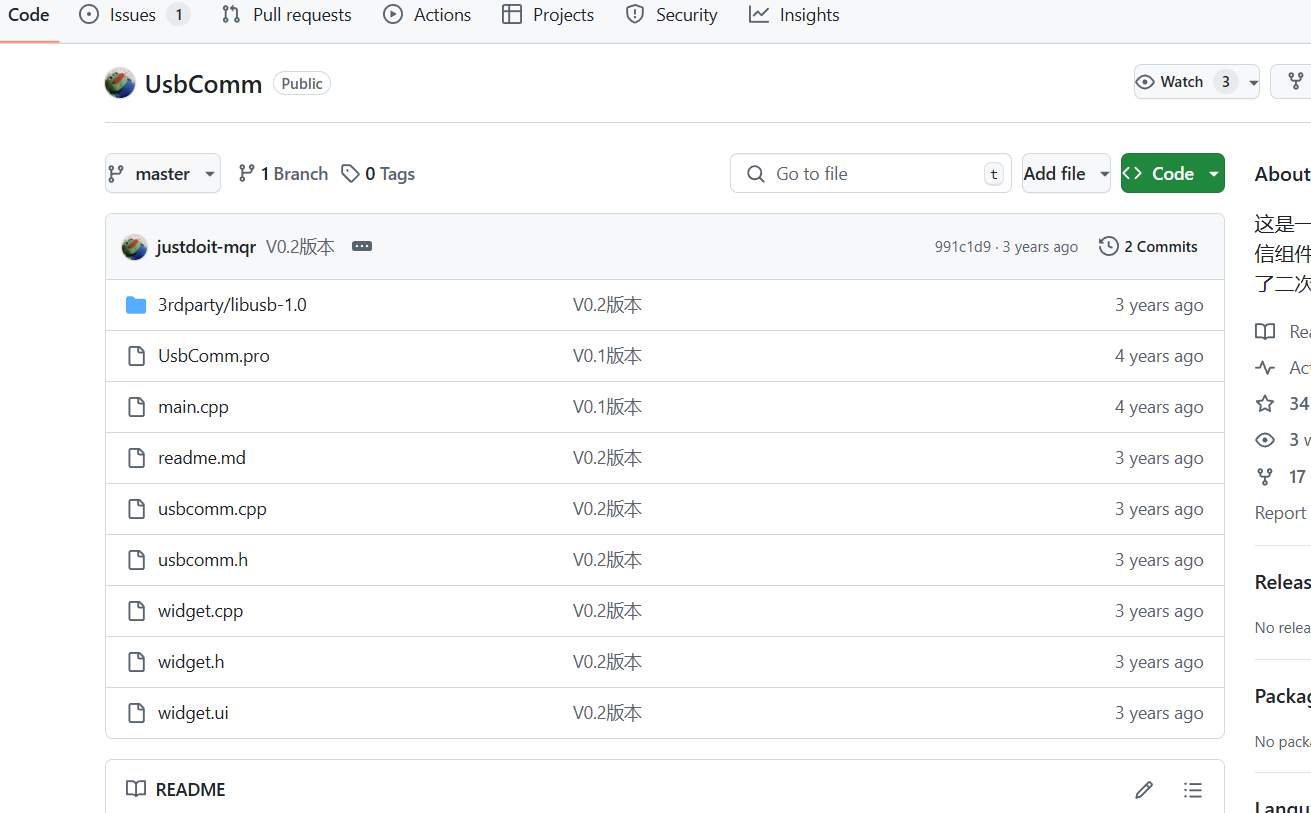 Code Issues 1 Pull requests Actions Projects Security Insights
UsbComm Public Watch 3
master 1 Branch 0 Tags Go to file t Add file Code
justdoit-mqr V0.2版本 991c1d9 · 3 years ago 2 Commits
3rdparty/libusb-1.0 V0.2版本 3 years ago
UsbComm.pro V0.1版本 4 years ago
main.cpp V0.1版本 4 years ago
readme.md V0.2版本 3 years ago
usbcomm.cpp V0.2版本 3 years ago
usbcomm.h V0.2版本 3 years ago
widget.cpp V0.2版本 3 years ago
widget.h V0.2版本 3 years ago
widget.ui V0.2版本 3 years ago
README
About
这是一
信组件
了二次
Rea
Act
34
3 w
17
Report
Releas
No relea
Packag
No packa
Langu